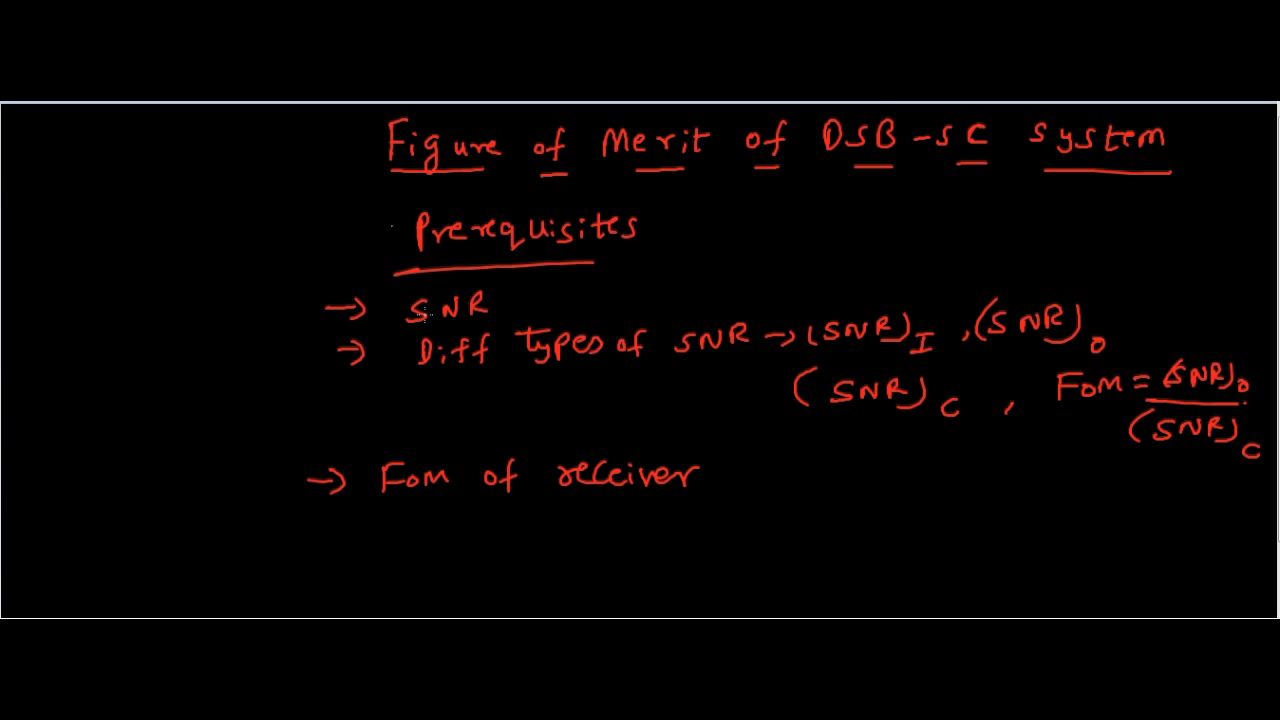 Figure of Merit of DSB-SC System
Prerequisites
→ SNR
→ Diff types of SNR → (SNR)I , (SNR)o
(SNR)C , FOM = (SNR)o / (SNR)C
→ FOM of receiver